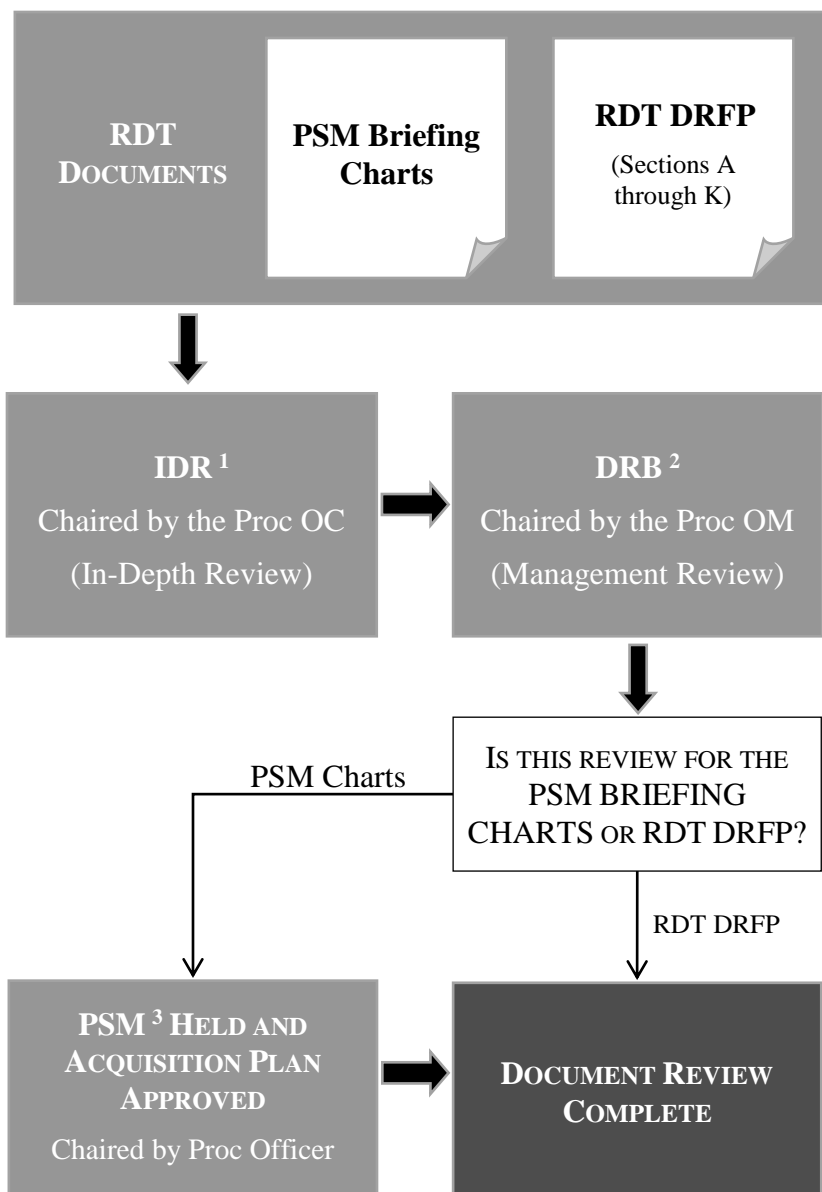 RDT
DOCUMENTS
PSM Briefing
Charts
RDT DRFP
(Sections A
through K)
IDR 1
Chaired by the Proc OC
(In-Depth Review)
DRB 2
Chaired by the Proc OM
(Management Review)
IS THIS REVIEW FOR THE
PSM BRIEFING
CHARTS OR RDT DRFP?
PSM Charts
RDT DRFP
PSM 3 HELD AND
ACQUISITION PLAN
APPROVED
Chaired by Proc Officer
DOCUMENT REVIEW
COMPLETE